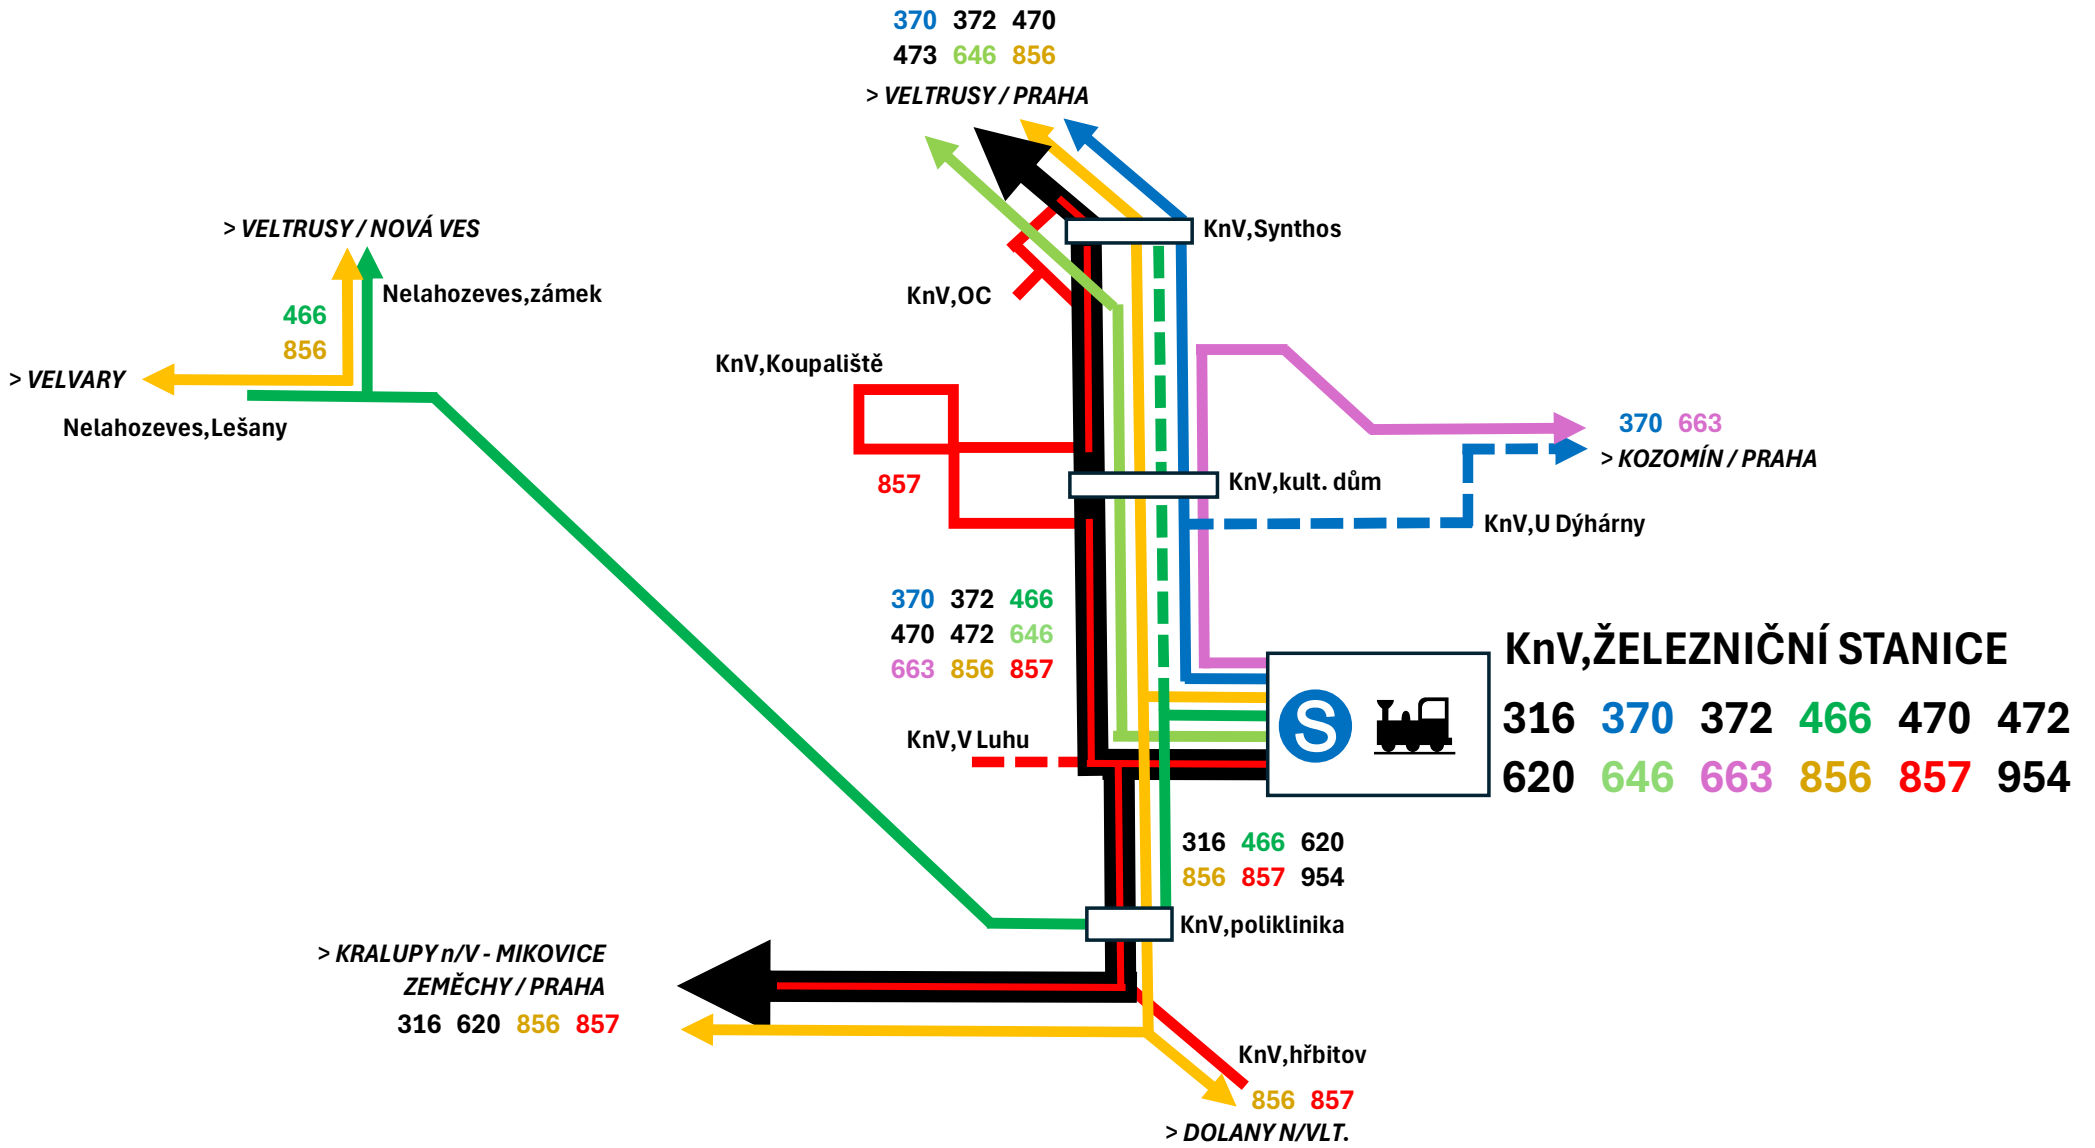 370 372 470
473 646 856
> VELTRUSY / PRAHA
> VELTRUSY / NOVÁ VES
KnV,Synthos
Nelahozeves,zámek
KnV,OC
466
856
KnV,Koupaliště
> VELVARY
Nelahozeves,Lešany
370 663
> KOZOMÍN / PRAHA
857
KnV,kult. dům
KnV,U Dýhárny
370 372 466
470 472 646
663 856 857
KnV,ŽELEZNIČNÍ STANICE
S
316 370 372 466 470 472
620 646 663 856 857 954
KnV,V Luhu
316 466 620
856 857 954
KnV,poliklinika
> KRALUPY n/V - MIKOVICE
ZEMĚCHY / PRAHA
316 620 856 857
KnV,hřbitov
856 857
> DOLANY N/VLT.